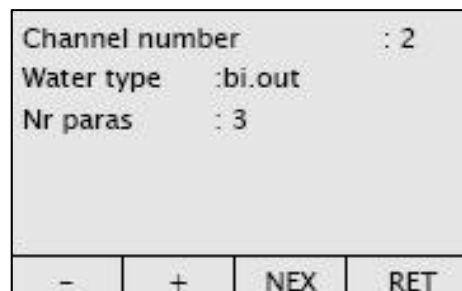 Channel number : 2
Water type :bi.out
Nr paras : 3
- + NEX RET